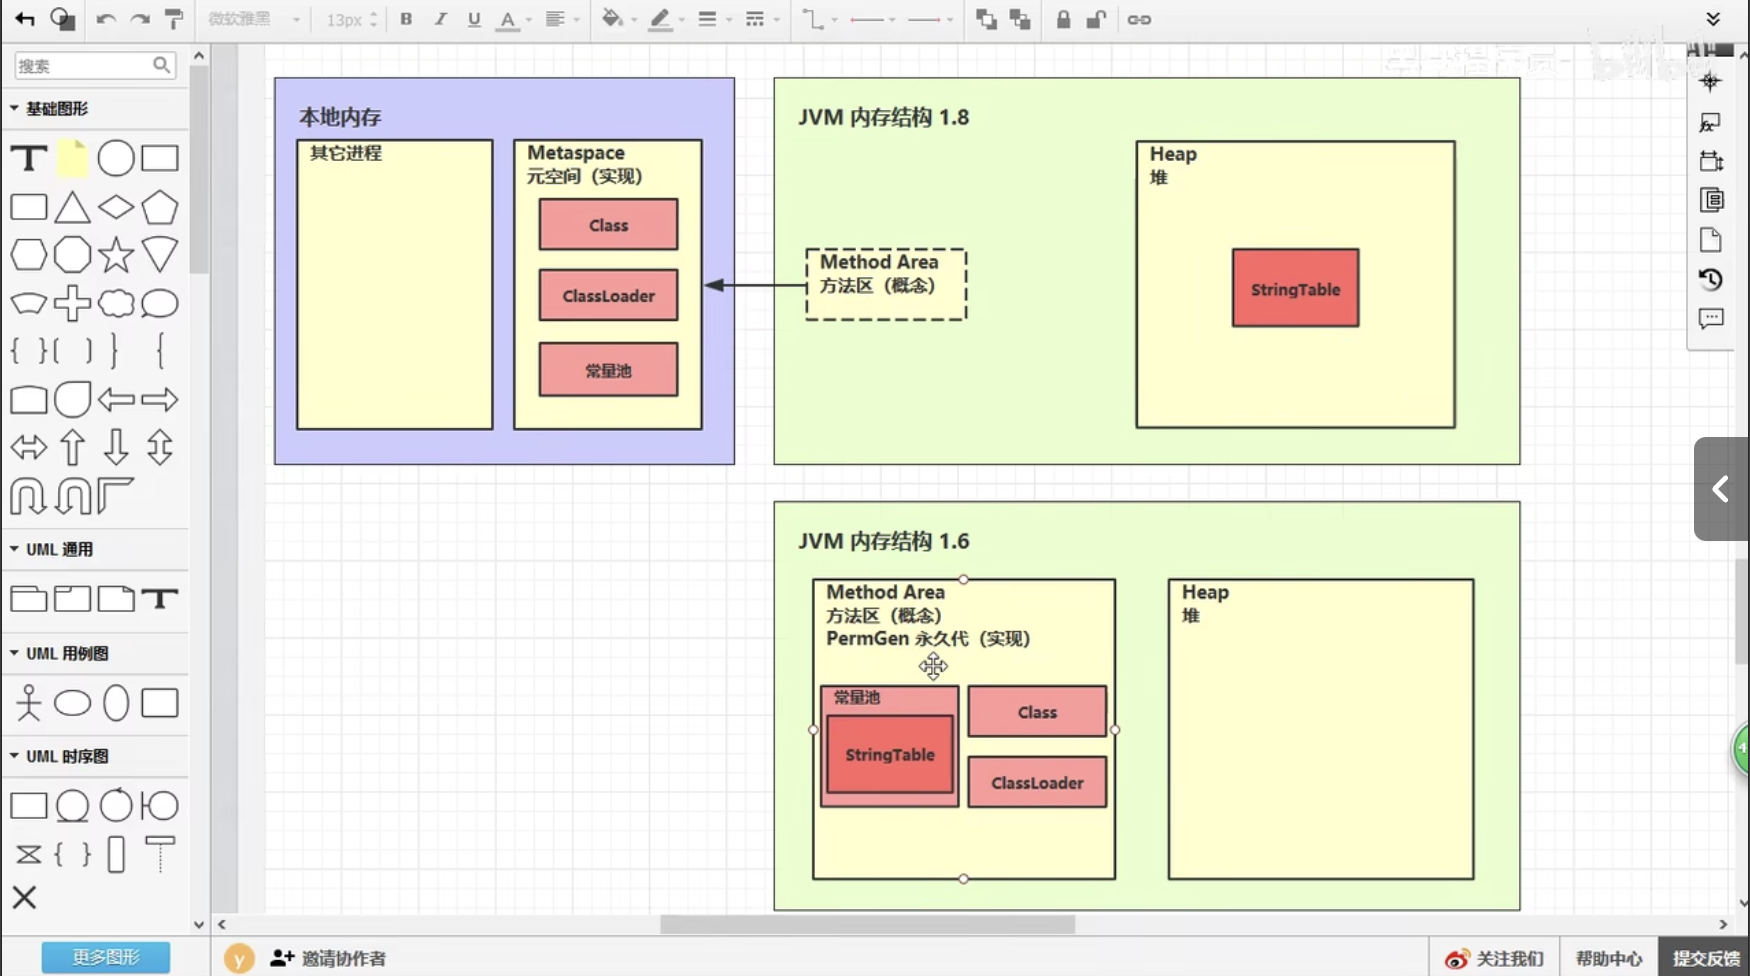 微软雅黑
13px
B
I
U
A
搜索
基础图形
UML 通用
UML 用例图
UML 时序图
更多图形
本地内存
其它进程
Metaspace
元空间（实现）
Class
ClassLoader
常量池
JVM 内存结构 1.8
Method Area
方法区（概念）
Heap
堆
StringTable
JVM 内存结构 1.6
Method Area
方法区（概念）
PermGen 永久代（实现）
常量池
StringTable
Class
ClassLoader
Heap
堆
y
邀请协作者
关注我们
帮助中心
提交反馈